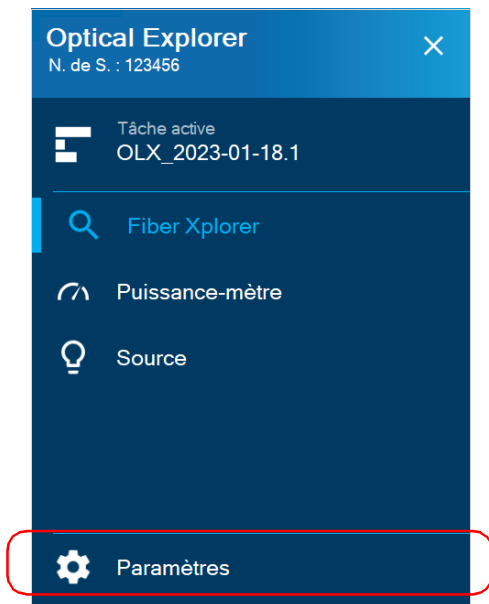 Optical Explorer
N. de S. : 123456
Tâche active
OLX_2023-01-18.1
Fiber Xplorer
Puissance-mètre
Source
Paramètres